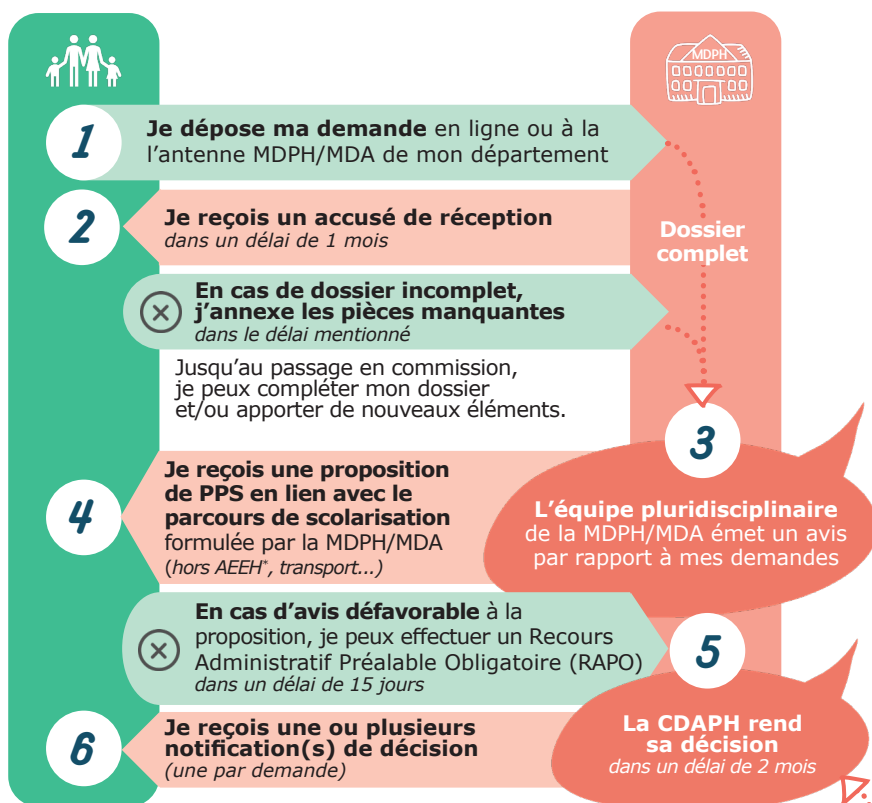 MDPH
1
Je dépose ma demande en ligne ou à la
l'antenne MDPH/MDA de mon département
2
Je reçois un accusé de réception
dans un délai de 1 mois
Dossier
complet
En cas de dossier incomplet,
j'annexe les pièces manquantes
dans le délai mentionné
Jusqu'au passage en commission,
je peux compléter mon dossier
et/ou apporter de nouveaux éléments.
3
L'équipe pluridisciplinaire
de la MDPH/MDA émet un avis
par rapport à mes demandes
4
Je reçois une proposition
de PPS en lien avec le
parcours de scolarisation
formulée par la MDPH/MDA
(hors AEEH*, transport...)
En cas d'avis défavorable à la
proposition, je peux effectuer un Recours
Administratif Préalable Obligatoire (RAPO)
dans un délai de 15 jours
5
La CDAPH rend
sa décision
dans un délai de 2 mois
6
Je reçois une ou plusieurs
notification(s) de décision
(une par demande)